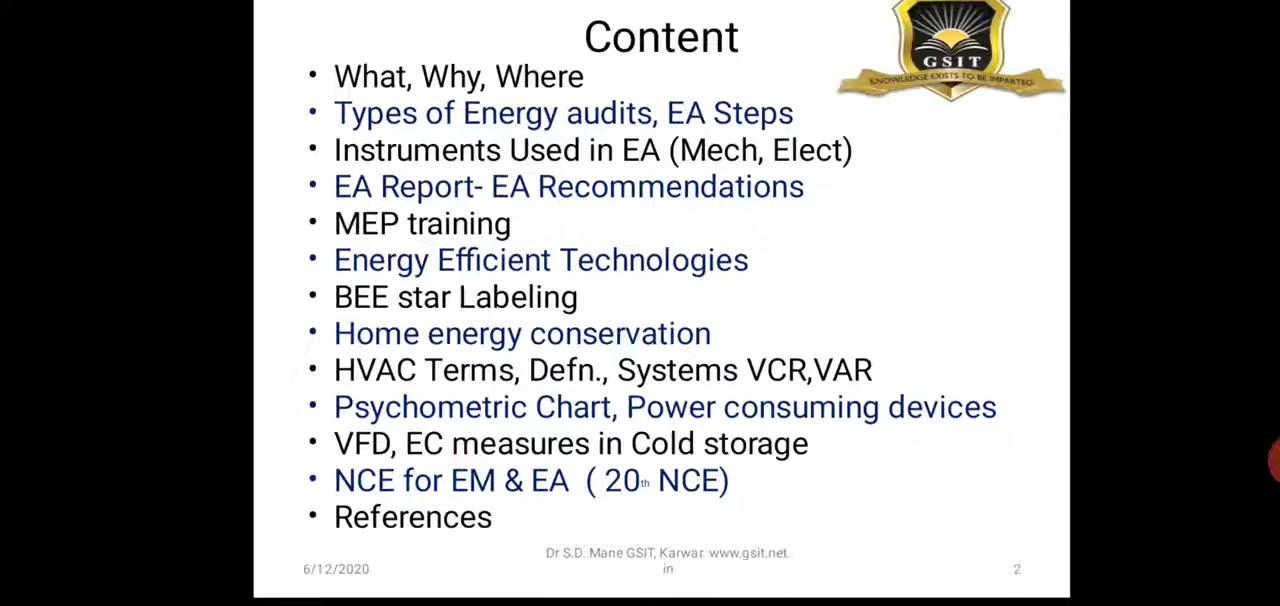 Content
GSIT
KNOWLEDGE EXISTS TO BE IMPARTED
• What, Why, Where
• Types of Energy audits, EA Steps
• Instruments Used in EA (Mech, Elect)
• EA Report- EA Recommendations
• MEP training
• Energy Efficient Technologies
• BEE star Labeling
• Home energy conservation
• HVAC Terms, Defn., Systems VCR,VAR
• Psychometric Chart, Power consuming devices
• VFD, EC measures in Cold storage
• NCE for EM & EA ( 20th NCE)
• References
6/12/2020
Dr S.D. Mane GSIT, Karwar. www.gsit.net.
in
2